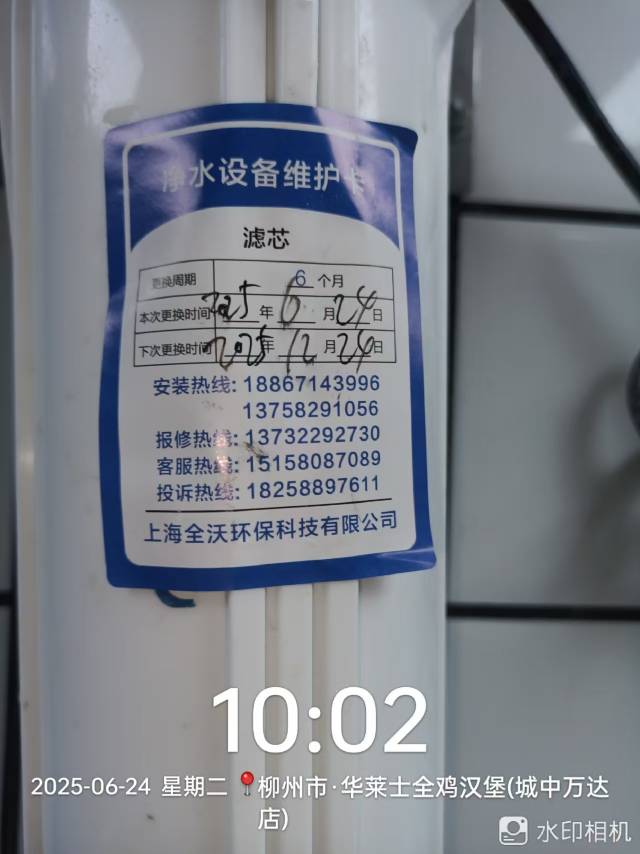 净水设备维护卡
滤芯
更换周期 6 个月
本次更换时间 2025 年 6 月 24 日
下次更换时间 2025 年 12 月 24 日
安装热线: 18867143996
13758291056
报修热线: 13732292730
客服热线: 15158087089
投诉热线: 18258897611
上海全沃环保科技有限公司
10:02
2025-06-24 星期二 📍柳州市·华莱士全鸡汉堡(城中万达
店)
水印相机